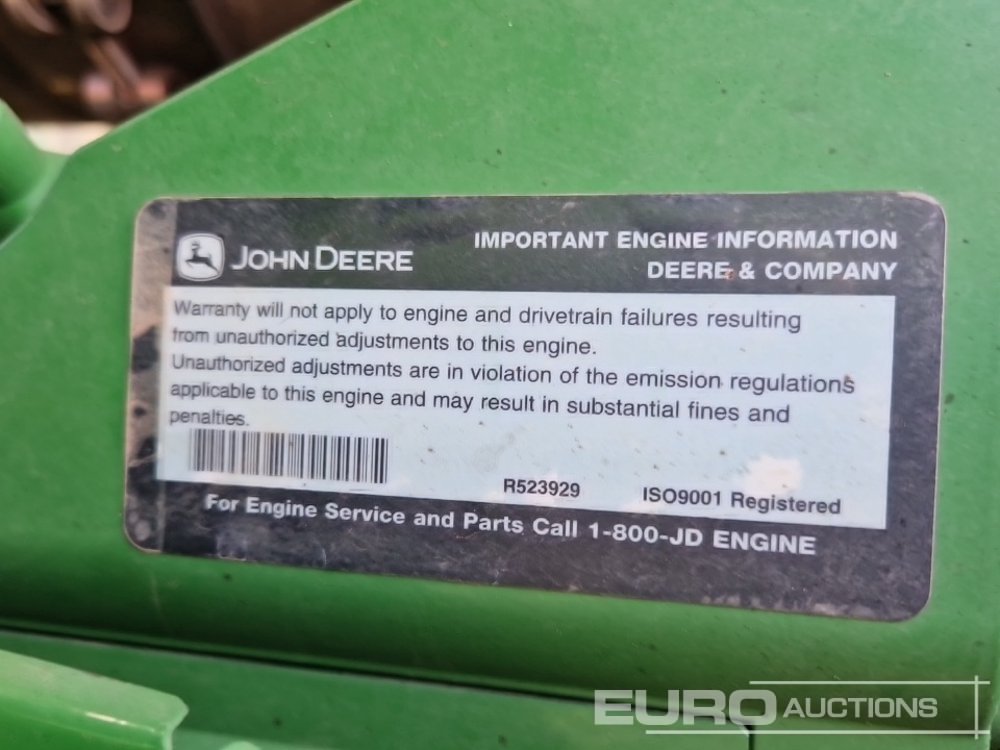 JOHN DEERE
IMPORTANT ENGINE INFORMATION
DEERE & COMPANY
Warranty will not apply to engine and drivetrain failures resulting
from unauthorized adjustments to this engine.
Unauthorized adjustments are in violation of the emission regulations
applicable to this engine and may result in substantial fines and
penalties.
R523929 ISO9001 Registered
For Engine Service and Parts Call 1-800-JD ENGINE
EURO AUCTIONS